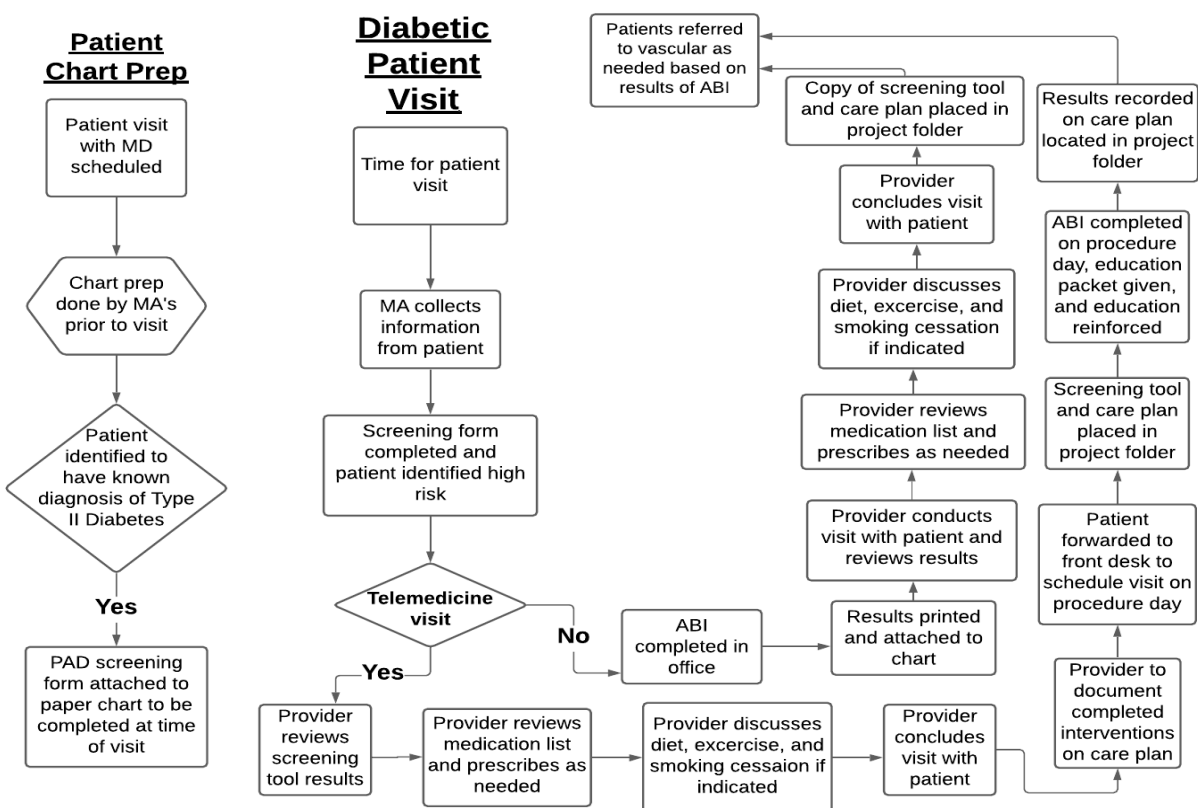 Patient
Chart Prep
Patient visit
with MD
scheduled
Chart prep
done by MA's
prior to visit
Patient
identified to
have known
diagnosis of Type
II Diabetes
Yes
PAD screening
form attached to
paper chart to be
completed at time
of visit
Diabetic
Patient
Visit
Time for patient
visit
MA collects
information
from patient
Screening form
completed and
patient identified high
risk
Telemedicine
visit
Yes
No
Provider
reviews
screening
tool results
Provider reviews
medication list
and prescribes as
needed
Provider discusses
diet, excercise, and
smoking cessaion if
indicated
Provider
concludes
visit with
patient
Provider to
document
completed
interventions
on care plan
Patient
forwarded to
front desk to
schedule visit on
procedure day
Screening tool
and care plan
placed in
project folder
ABI completed
on procedure
day, education
packet given,
and education
reinforced
Results recorded
on care plan
located in project
folder
ABI
completed in
office
Results printed
and attached to
chart
Provider conducts
visit with patient and
reviews results
Provider reviews
medication list and
prescribes as needed
Provider discusses
diet, excercise, and
smoking cessation
if indicated
Provider
concludes visit
with patient
Copy of screening tool
and care plan placed in
project folder
Patients referred
to vascular as
needed based on
results of ABI